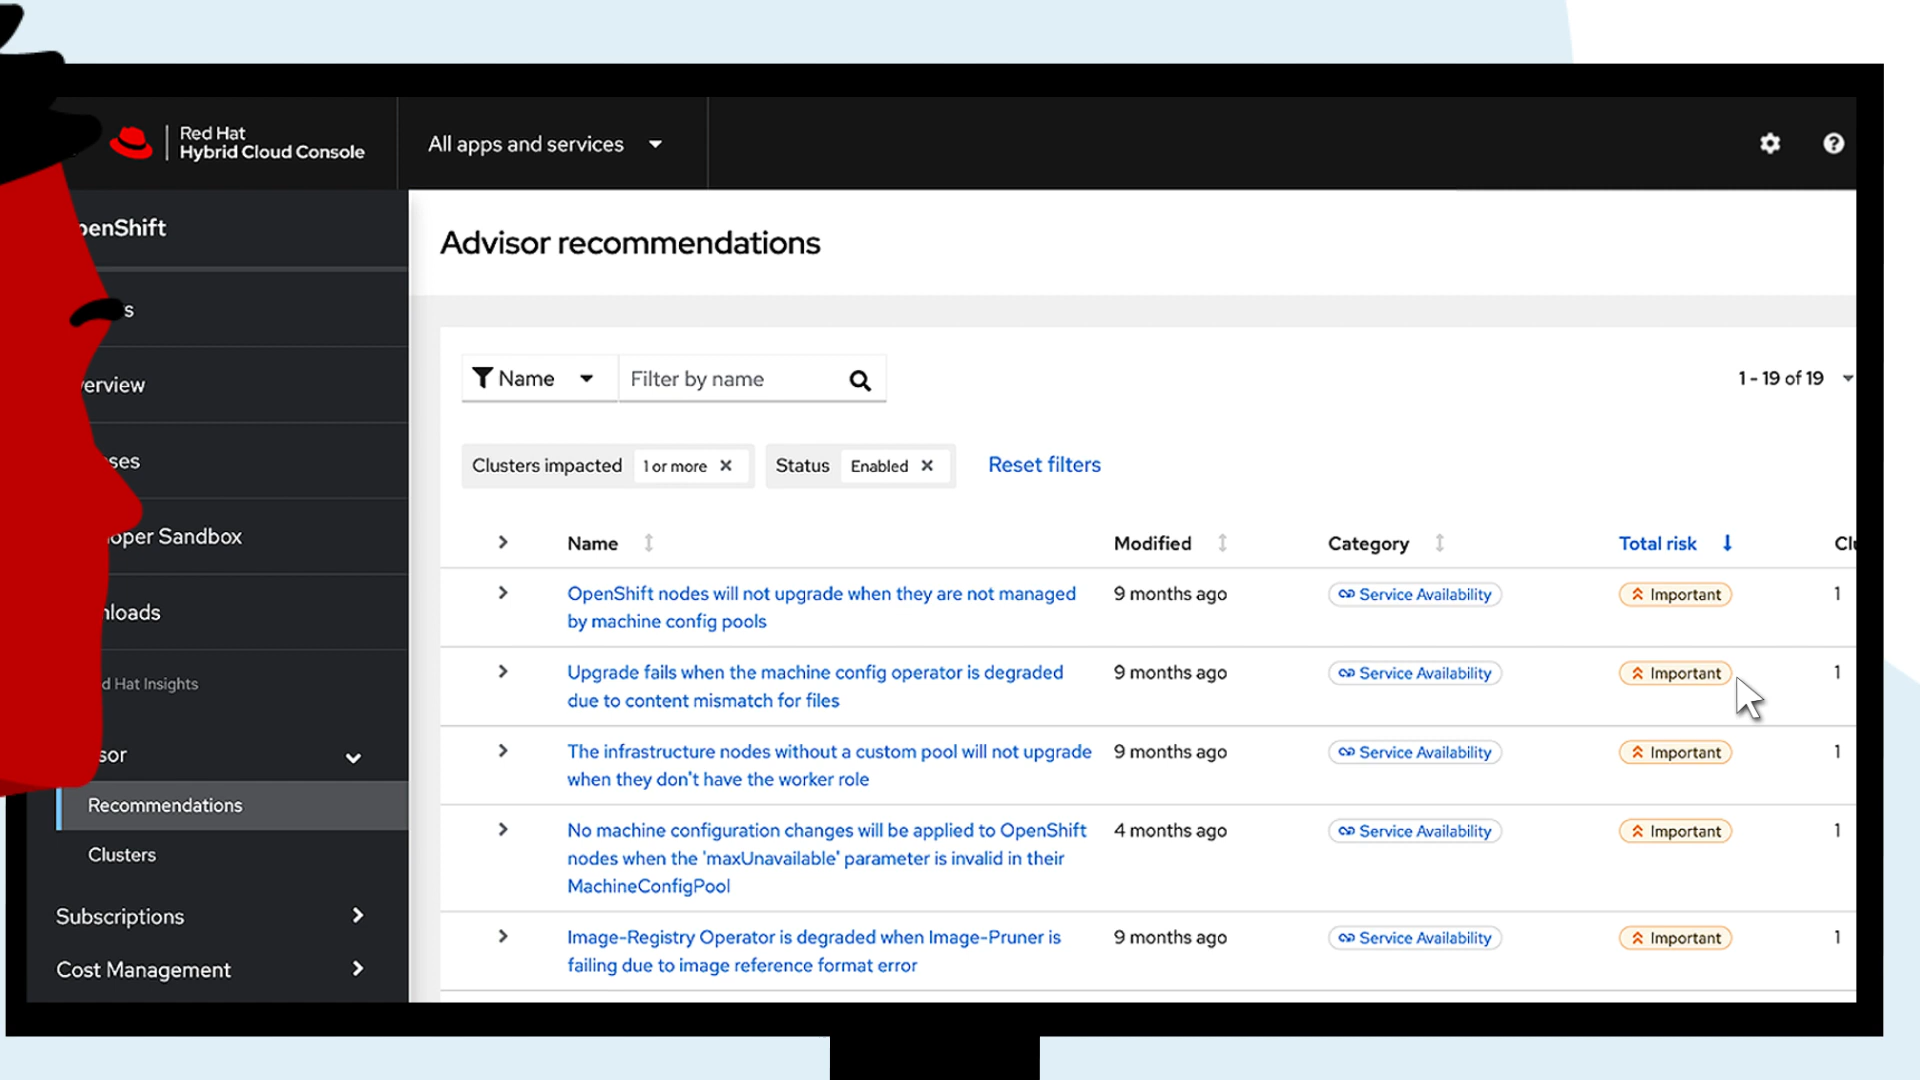 Red Hat
Hybrid Cloud Console
All apps and services
penShift
Advisor recommendations
s
erview
Name
Filter by name
1 - 19 of 19
ses
Clusters impacted
1 or more
Status
Enabled
Reset filters
oper Sandbox
Name
Modified
Category
Total risk
Clu
OpenShift nodes will not upgrade when they are not managed
by machine config pools
9 months ago
Service Availability
Important
1
nloads
Upgrade fails when the machine config operator is degraded
due to content mismatch for files
9 months ago
Service Availability
Important
1
d Hat Insights
sor
The infrastructure nodes without a custom pool will not upgrade
when they don't have the worker role
9 months ago
Service Availability
Important
1
Recommendations
No machine configuration changes will be applied to OpenShift
nodes when the 'maxUnavailable' parameter is invalid in their
MachineConfigPool
4 months ago
Service Availability
Important
1
Clusters
Subscriptions
Image-Registry Operator is degraded when Image-Pruner is
failing due to image reference format error
9 months ago
Service Availability
Important
1
Cost Management